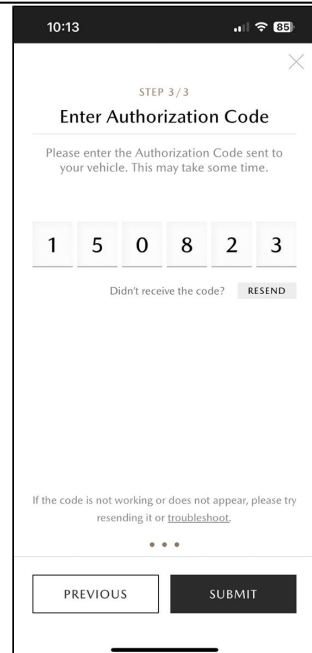 10:13
85
STEP 3/3
Enter Authorization Code
Please enter the Authorization Code sent to
your vehicle. This may take some time.
1 5 0 8 2 3
Didn't receive the code? RESEND
If the code is not working or does not appear, please try
resending it or troubleshoot.
PREVIOUS SUBMIT